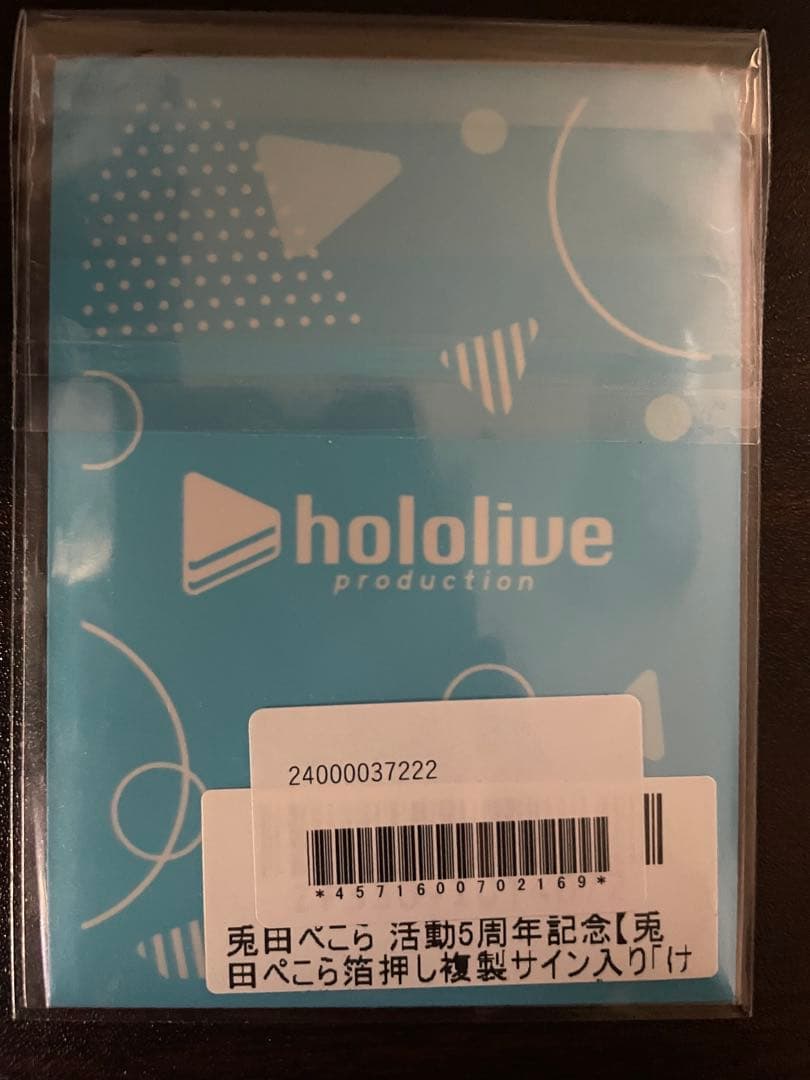 hololive
production
24000037222
*4571600702169*
兎田ぺこら 活動5周年記念【兎
田ぺこら箔押し複製サイン入り「け